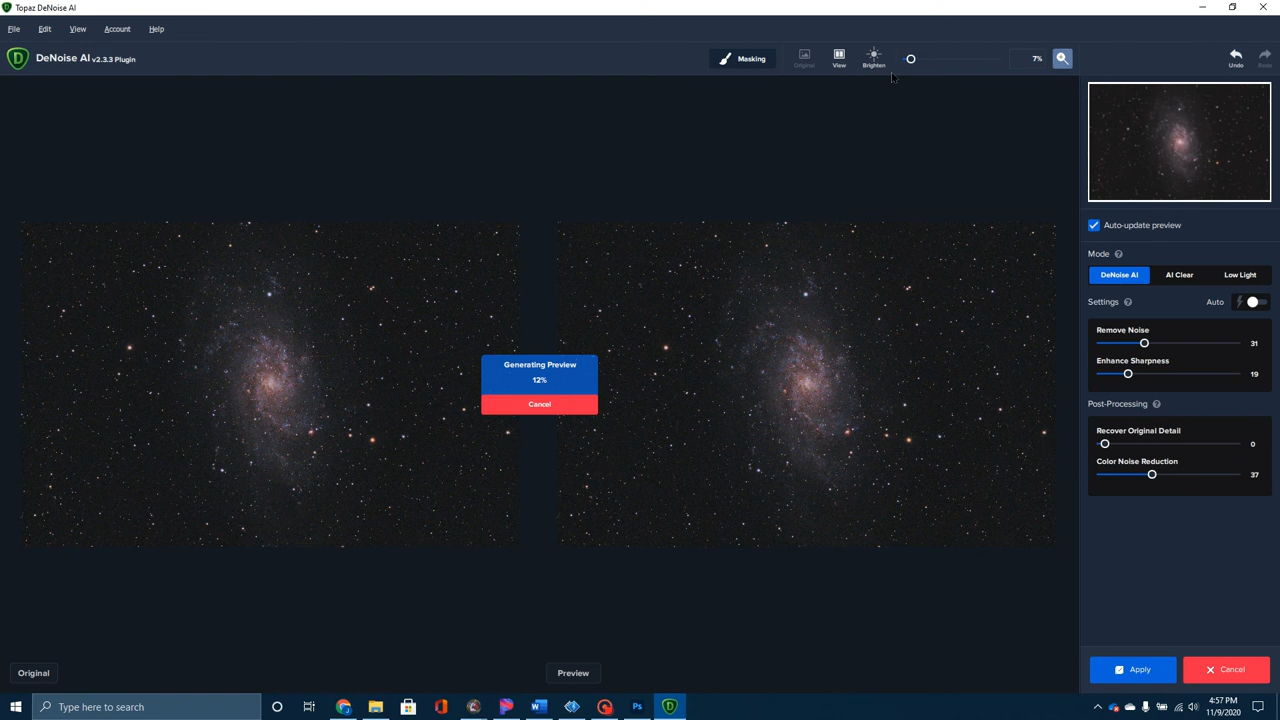 Topaz DeNoise AI
File Edit View Account Help
DeNoise AI v2.3.3 Plugin
Masking
Original
View
Brighten
7%
Undo
Redo
Auto-update preview
Mode
DeNoise AI AI Clear Low Light
Settings Auto
Remove Noise
31
Enhance Sharpness
19
Post-Processing
Recover Original Detail
0
Color Noise Reduction
37
Generating Preview
12%
Cancel
Original
Preview
Apply
Cancel
Type here to search
4:57 PM
11/9/2020